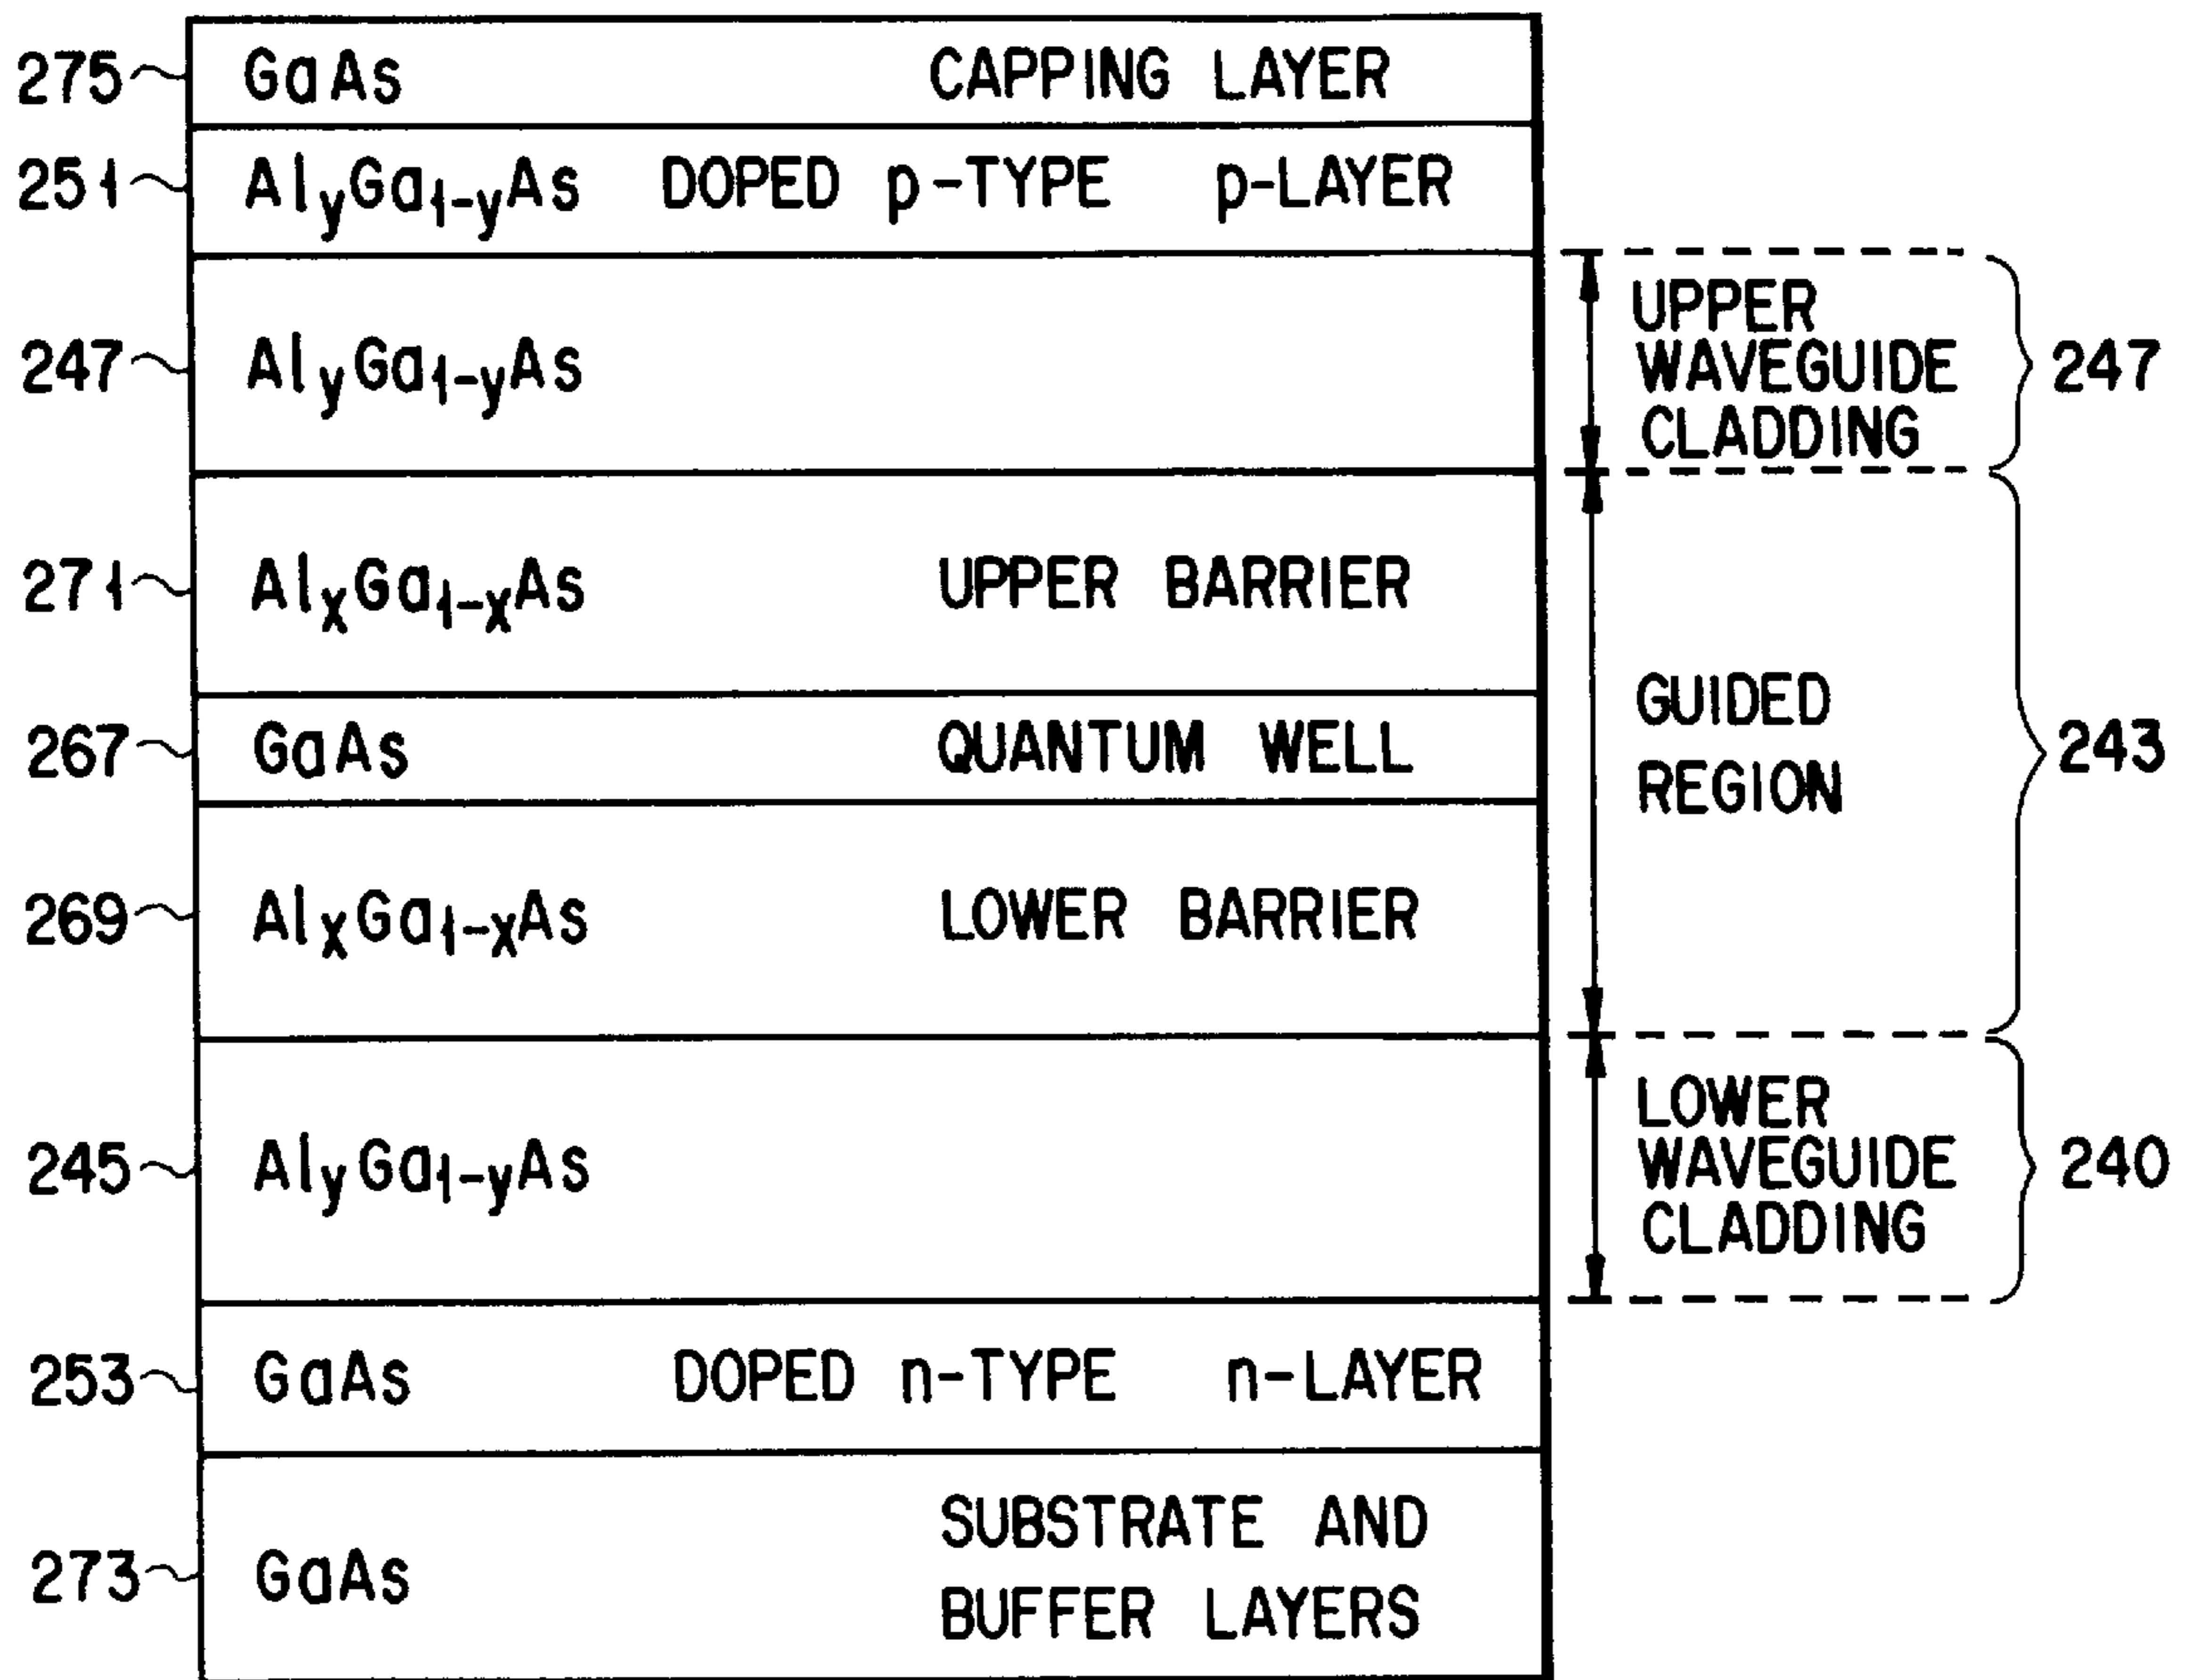 275 GaAs CAPPING LAYER
251 AlyGa1-yAs DOPED p-TYPE p-LAYER
247 AlyGa1-yAs
UPPER
WAVEGUIDE
CLADDING
247
271 AlxGa1-xAs UPPER BARRIER
267 GaAs QUANTUM WELL
GUIDED
REGION
243
269 AlxGa1-xAs LOWER BARRIER
245 AlyGa1-yAs
LOWER
WAVEGUIDE
CLADDING
240
253 GaAs DOPED n-TYPE n-LAYER
273 GaAs SUBSTRATE AND
BUFFER LAYERS